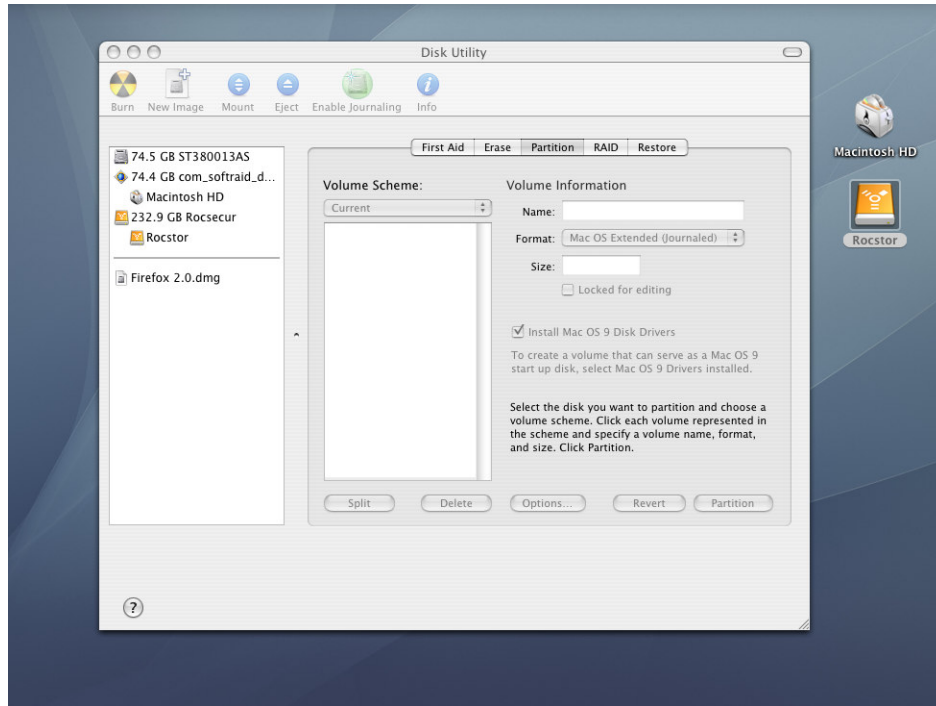 Disk Utility
Burn New Image Mount Eject Enable Journaling Info
First Aid Erase Partition RAID Restore
74.5 GB ST380013AS
74.4 GB com_softraid_d...
Macintosh HD
232.9 GB Rocsecur
Rocstor
Firefox 2.0.dmg
Volume Scheme:
Current
Volume Information
Name:
Format: Mac OS Extended (Journaled)
Size:
Locked for editing
Install Mac OS 9 Disk Drivers
To create a volume that can serve as a Mac OS 9
start up disk, select Mac OS 9 Drivers installed.
Select the disk you want to partition and choose a
volume scheme. Click each volume represented in
the scheme and specify a volume name, format,
and size. Click Partition.
Split Delete Options... Revert Partition
?
Macintosh HD
Rocstor